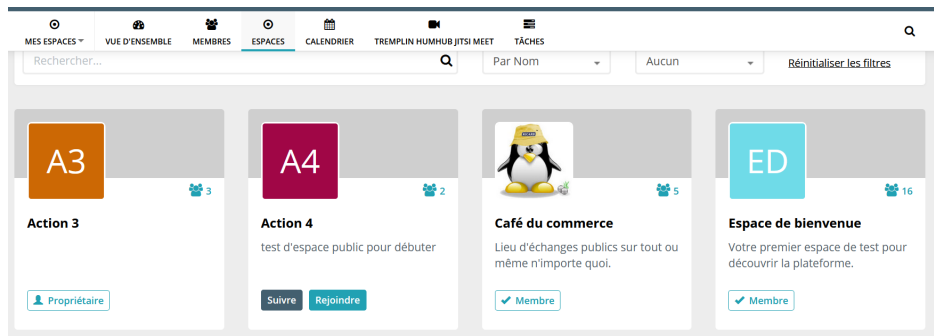 MES ESPACES
VUE D'ENSEMBLE
MEMBRES
ESPACES
CALENDRIER
TREMPLIN HUMHUB JITSI MEET
TÂCHES
Rechercher...
Par Nom
Aucun
Réinitialiser les filtres
A3
3
Action 3
Propriétaire
A4
2
Action 4
test d'espace public pour débuter
Suivre
Rejoindre
5
Café du commerce
Lieu d'échanges publics sur tout ou
même n'importe quoi.
Membre
ED
16
Espace de bienvenue
Votre premier espace de test pour
découvrir la plateforme.
Membre